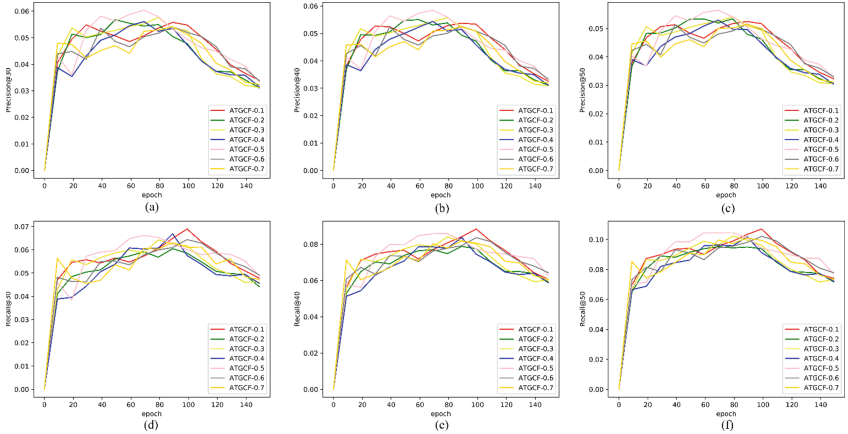 Precision@30
0.06
0.05
0.04
0.03
0.02
0.01
0.00
ATGCF-0.1
ATGCF-0.2
ATGCF-0.3
ATGCF-0.4
ATGCF-0.5
ATGCF-0.6
ATGCF-0.7
0 20 40 60 80 100 120 140
epoch
(a)
Precision@40
0.05
0.04
0.03
0.02
0.01
0.00
ATGCF-0.1
ATGCF-0.2
ATGCF-0.3
ATGCF-0.4
ATGCF-0.5
ATGCF-0.6
ATGCF-0.7
0 20 40 60 80 100 120 140
epoch
(b)
Precision@50
0.05
0.04
0.03
0.02
0.01
0.00
ATGCF-0.1
ATGCF-0.2
ATGCF-0.3
ATGCF-0.4
ATGCF-0.5
ATGCF-0.6
ATGCF-0.7
0 20 40 60 80 100 120 140
epoch
(c)
Recall@30
0.07
0.06
0.05
0.04
0.03
0.02
0.01
0.00
ATGCF-0.1
ATGCF-0.2
ATGCF-0.3
ATGCF-0.4
ATGCF-0.5
ATGCF-0.6
ATGCF-0.7
0 20 40 60 80 100 120 140
epoch
(d)
Recall@40
0.08
0.06
0.04
0.02
0.00
ATGCF-0.1
ATGCF-0.2
ATGCF-0.3
ATGCF-0.4
ATGCF-0.5
ATGCF-0.6
ATGCF-0.7
0 20 40 60 80 100 120 140
epoch
(e)
Recall@50
0.10
0.08
0.06
0.04
0.02
0.00
ATGCF-0.1
ATGCF-0.2
ATGCF-0.3
ATGCF-0.4
ATGCF-0.5
ATGCF-0.6
ATGCF-0.7
0 20 40 60 80 100 120 140
epoch
(f)